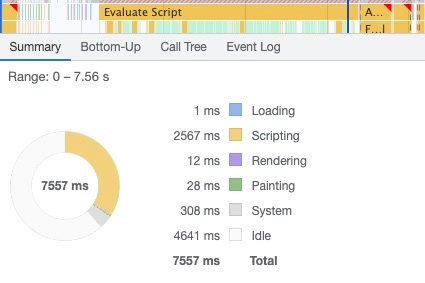 Evaluate Script A...
F...l
Summary Bottom-Up Call Tree Event Log
Range: 0 – 7.56 s
1 ms Loading
2567 ms Scripting
12 ms Rendering
7557 ms
28 ms Painting
308 ms System
4641 ms Idle
7557 ms Total